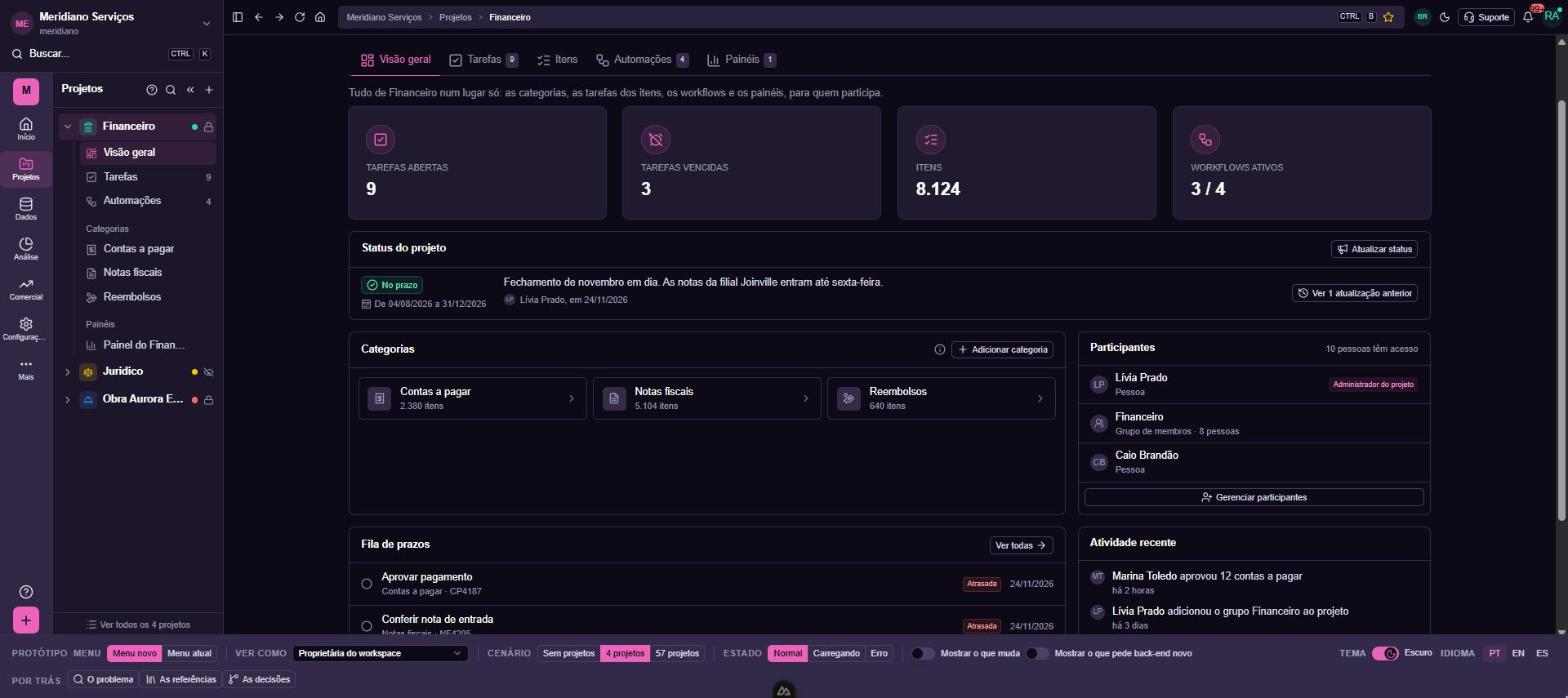 ME
Meridiano Serviços
meridiano
Meridiano Serviços > Projetos > Financeiro
CTRL B
BR
Suporte
99+
RA
Buscar...
CTRL K
M
Início
Projetos
Dados
Análise
Comercial
Configuraç...
Mais
Projetos
Financeiro
Visão geral
Tarefas 9
Automações 4
Categorias
Contas a pagar
Notas fiscais
Reembolsos
Painéis
Painel do Finan...
Jurídico
Obra Aurora E...
Ver todos os 4 projetos
Visão geral Tarefas 9 Itens Automações 4 Painéis 1
Tudo de Financeiro num lugar só: as categorias, as tarefas dos itens, os workflows e os painéis, para quem participa.
TAREFAS ABERTAS
9
TAREFAS VENCIDAS
3
ITENS
8.124
WORKFLOWS ATIVOS
3 / 4
Status do projeto
Atualizar status
No prazo
De 04/08/2026 a 31/12/2026
Fechamento de novembro em dia. As notas da filial Joinville entram até sexta-feira.
LP Lívia Prado, em 24/11/2026
Ver 1 atualização anterior
Categorias
Adicionar categoria
Contas a pagar
2.380 itens
Notas fiscais
5.104 itens
Reembolsos
640 itens
Participantes
10 pessoas têm acesso
LP
Lívia Prado
Pessoa
Administrador do projeto
Financeiro
Grupo de membros · 8 pessoas
CB
Caio Brandão
Pessoa
Gerenciar participantes
Fila de prazos
Ver todas
Aprovar pagamento
Contas a pagar · CP4187
Atrasada 24/11/2026
Conferir nota de entrada
Notas fiscais · NF4205
Atrasada 24/11/2026
Atividade recente
MT
Marina Toledo aprovou 12 contas a pagar
há 2 horas
LP
Lívia Prado adicionou o grupo Financeiro ao projeto
há 3 dias
PROTÓTIPO MENU Menu novo Menu atual VER COMO Proprietária do workspace CENÁRIO Sem projetos 4 projetos 57 projetos ESTADO Normal Carregando Erro Mostrar o que muda Mostrar o que pede back-end novo TEMA Escuro IDIOMA PT EN ES
POR TRÁS O problema As referências As decisões